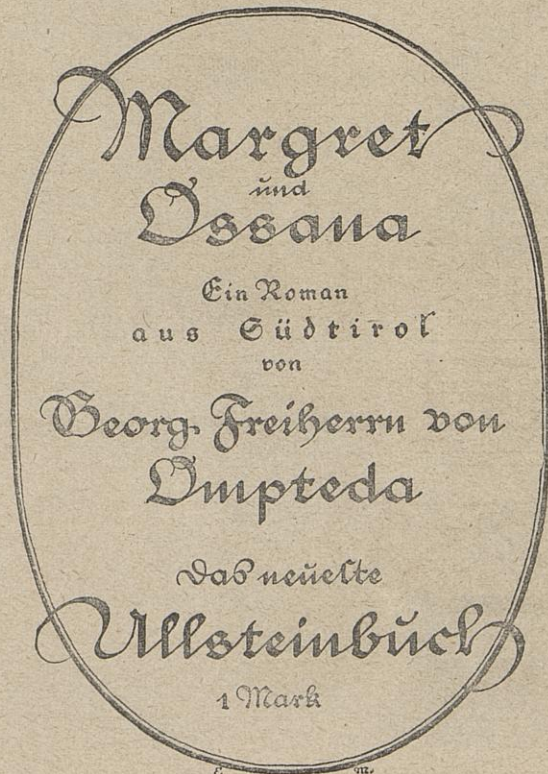 Margret
und
Ossana
Ein Roman
aus Südtirol
von
Georg Freiherrn von
Ompteda
Das neueste
Ullsteinbuch
1 Mark